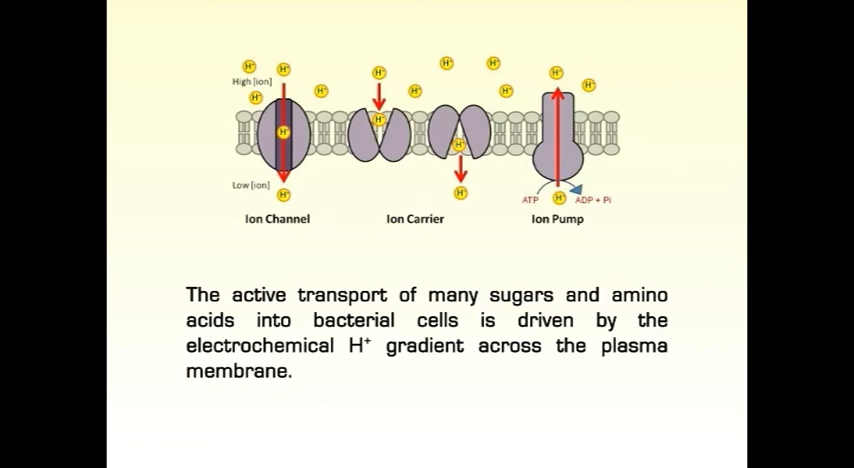 H⁺ H⁺ H⁺ H⁺ H⁺ H⁺
High [ion] H⁺ H⁺ H⁺ H⁺
H⁺ H⁺
H⁺ H⁺
Low [ion] H⁺ H⁺ ATP H⁺ ADP + Pi
Ion Channel Ion Carrier Ion Pump
The active transport of many sugars and amino
acids into bacterial cells is driven by the
electrochemical H⁺ gradient across the plasma
membrane.